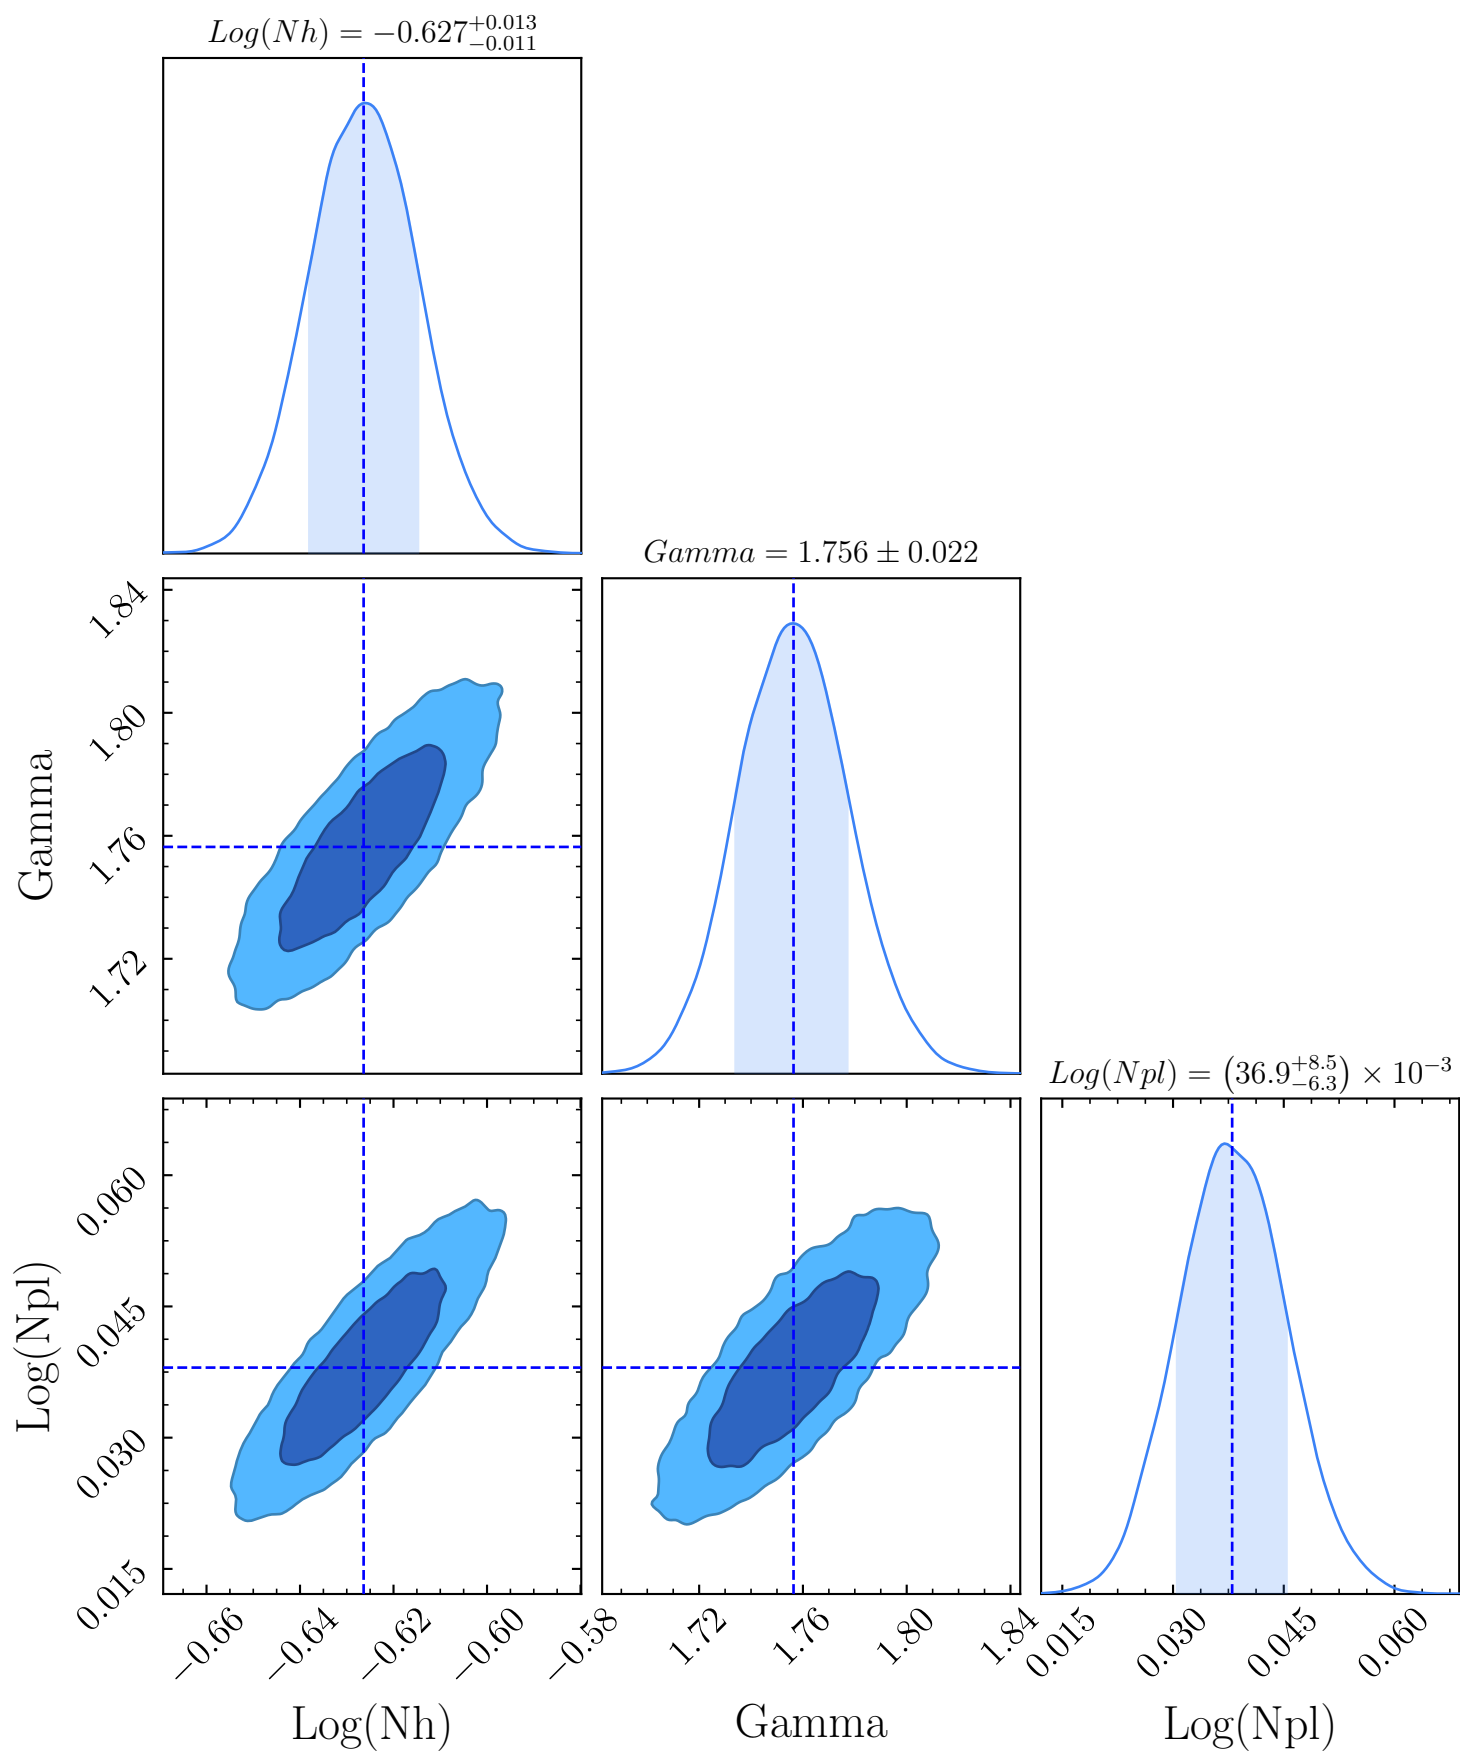 Log(Nh) = −0.627^{+0.013}_{−0.011}
Gamma = 1.756 ± 0.022
1.84
1.80
1.76
1.72
Gamma
Log(Npl) = (36.9^{+8.5}_{−6.3}) × 10^{−3}
0.060
0.045
0.030
0.015
Log(Npl)
−0.66
−0.64
−0.62
−0.60
−0.58
1.72
1.76
1.80
1.84
0.015
0.030
0.045
0.060
Log(Nh)
Gamma
Log(Npl)